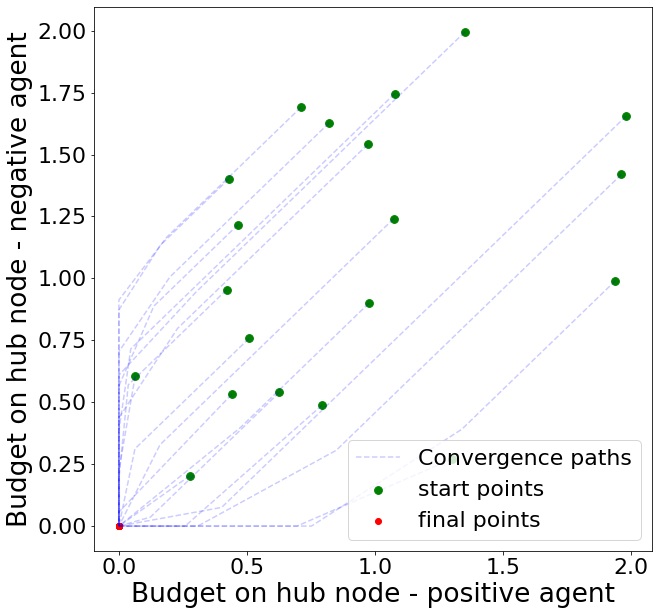 2.00
1.75
1.50
1.25
1.00
0.75
0.50
0.25
0.00
Budget on hub node - negative agent
Convergence paths
start points
final points
0.0 0.5 1.0 1.5 2.0
Budget on hub node - positive agent